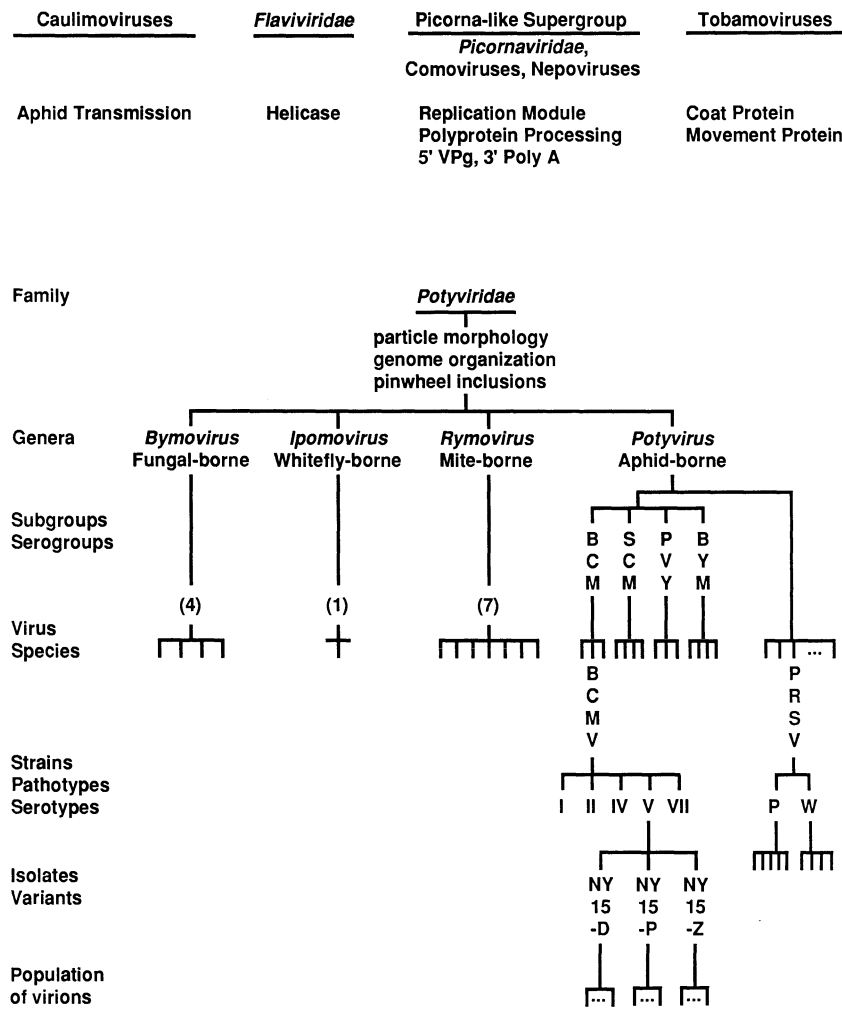 Caulimoviruses Flaviviridae Picorna-like Supergroup Tobamoviruses
Picornaviridae,
Comoviruses, Nepoviruses
Aphid Transmission Helicase Replication Module Coat Protein
Polyprotein Processing Movement Protein
5' VPg, 3' Poly A
Family Potyviridae
particle morphology
genome organization
pinwheel inclusions
Genera Bymovirus Ipomovirus Rymovirus Potyvirus
Fungal-borne Whitefly-borne Mite-borne Aphid-borne
Subgroups
Serogroups
B S P B
C C V Y
M M Y M
(4) (1) (7)
Virus
Species
...
B P
C R
M S
V V
Strains
Pathotypes
Serotypes I II IV V VII P W
Isolates
Variants
NY NY NY
15 15 15
-D -P -Z
Population
of virions
... ... ...